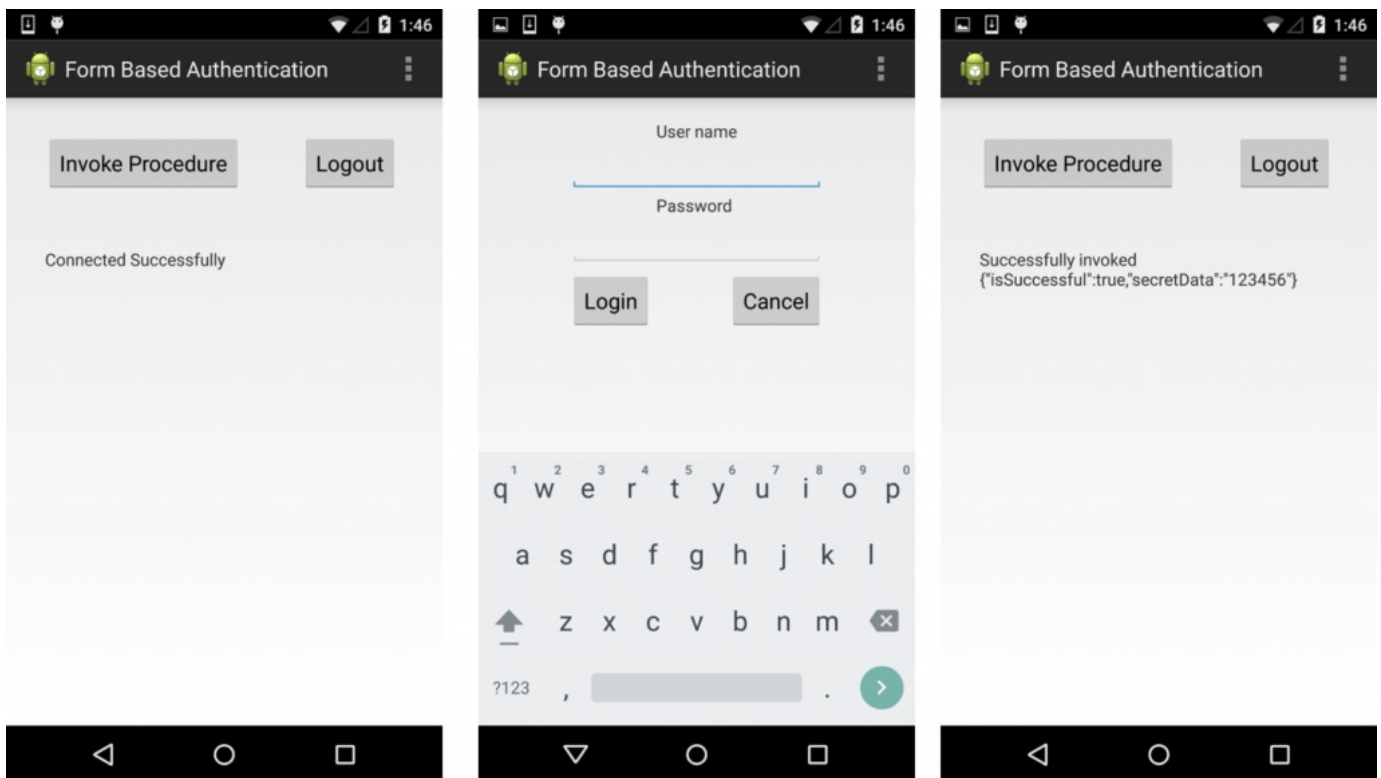 1:46
Form Based Authentication
Invoke Procedure
Logout
Connected Successfully
1:46
Form Based Authentication
User name
Password
Login
Cancel
1 2 3 4 5 6 7 8 9 0
q w e r t y u i o p
a s d f g h j k l
z x c v b n m
?123 , .
1:46
Form Based Authentication
Invoke Procedure
Logout
Successfully invoked
{"isSuccessful":true,"secretData":"123456"}